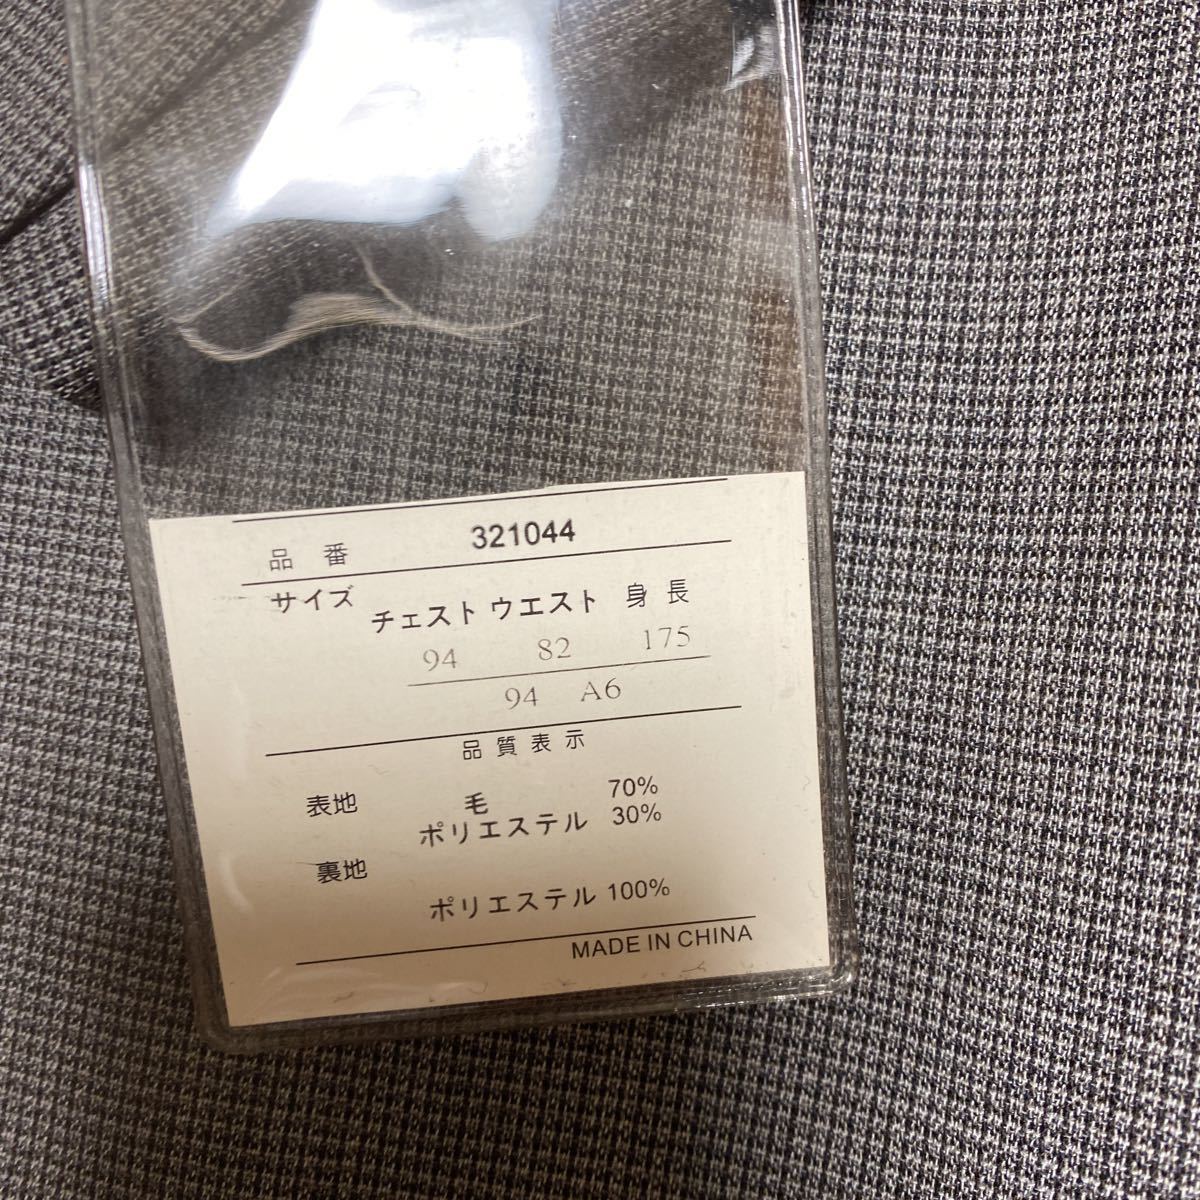 品 番 321044
サイズ チェスト ウエスト 身 長
94 82 175
94 A6
品 質 表 示
表地 毛 70%
ポリエステル 30%
裏地
ポリエステル 100%
MADE IN CHINA